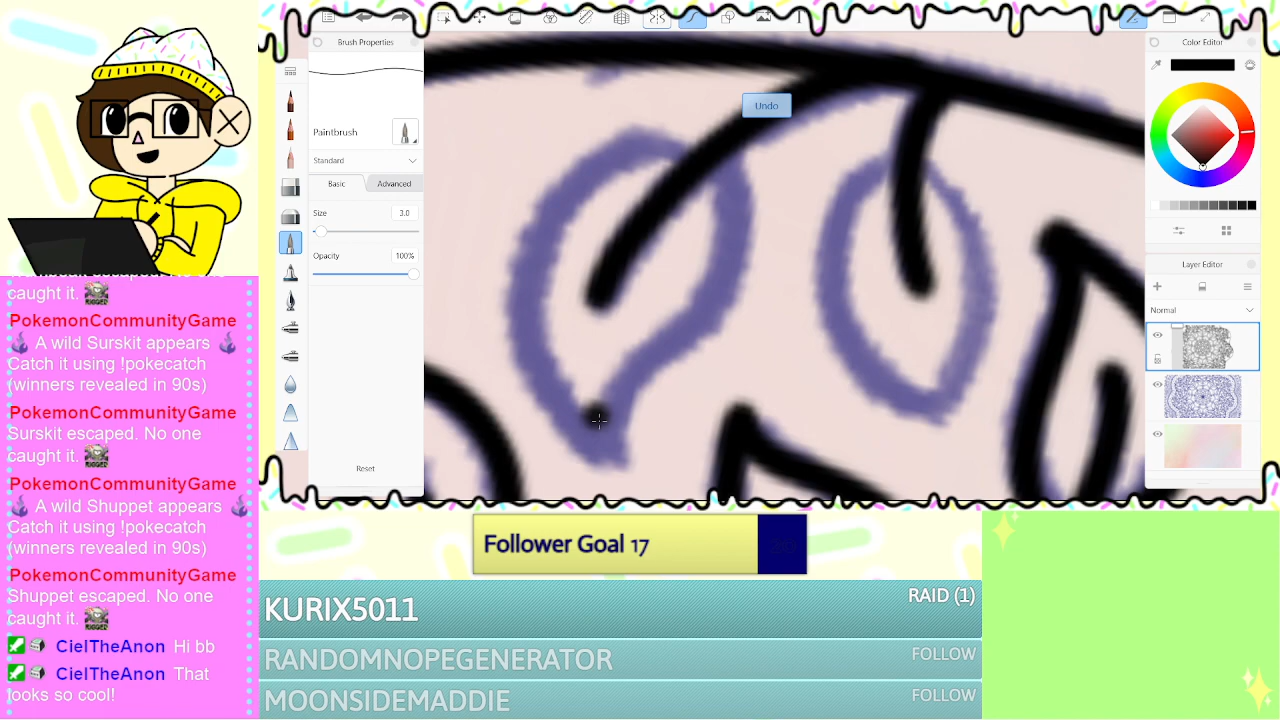 Brush Properties
Undo
Color Editor
Paintbrush
Standard
Basic
Advanced
Size
3.0
Opacity
100%
Reset
Layer Editor
Normal
caught it.
PokemonCommunityGame
A wild Surskit appears
Catch it using !pokecatch
(winners revealed in 90s)
PokemonCommunityGame
Surskit escaped. No one
caught it.
PokemonCommunityGame
A wild Shuppet appears
Catch it using !pokecatch
(winners revealed in 90s)
PokemonCommunityGame
Shuppet escaped. No one
caught it.
CielTheAnon Hi bb
CielTheAnon That
looks so cool!
Follower Goal 17
KURIX5011
RAID (1)
RANDOMNOPEGENERATOR
FOLLOW
MOONSIDEMADDIE
FOLLOW